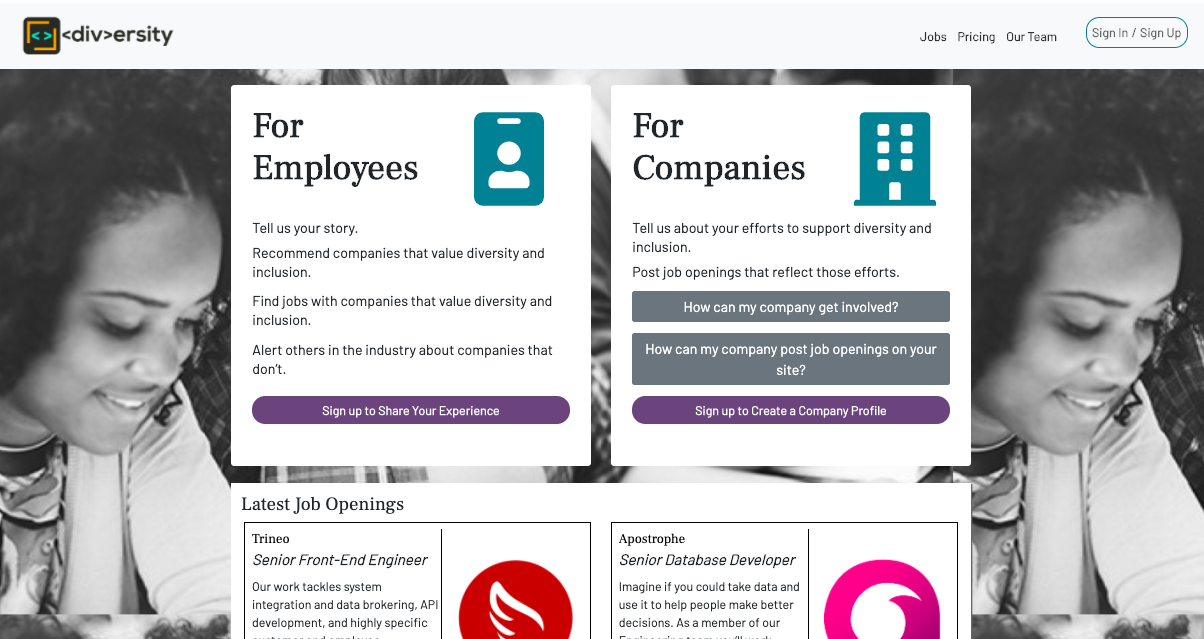 <div>ersity
Jobs Pricing Our Team Sign In / Sign Up
For
Employees
Tell us your story.
Recommend companies that value diversity and
inclusion.
Find jobs with companies that value diversity and
inclusion.
Alert others in the industry about companies that
don't.
Sign up to Share Your Experience
For
Companies
Tell us about your efforts to support diversity and
inclusion.
Post job openings that reflect those efforts.
How can my company get involved?
How can my company post job openings on your
site?
Sign up to Create a Company Profile
Latest Job Openings
Trineo
Senior Front-End Engineer
Our work tackles system
integration and data brokering, API
development, and highly specific
Apostrophe
Senior Database Developer
Imagine if you could take data and
use it to help people make better
decisions. As a member of our